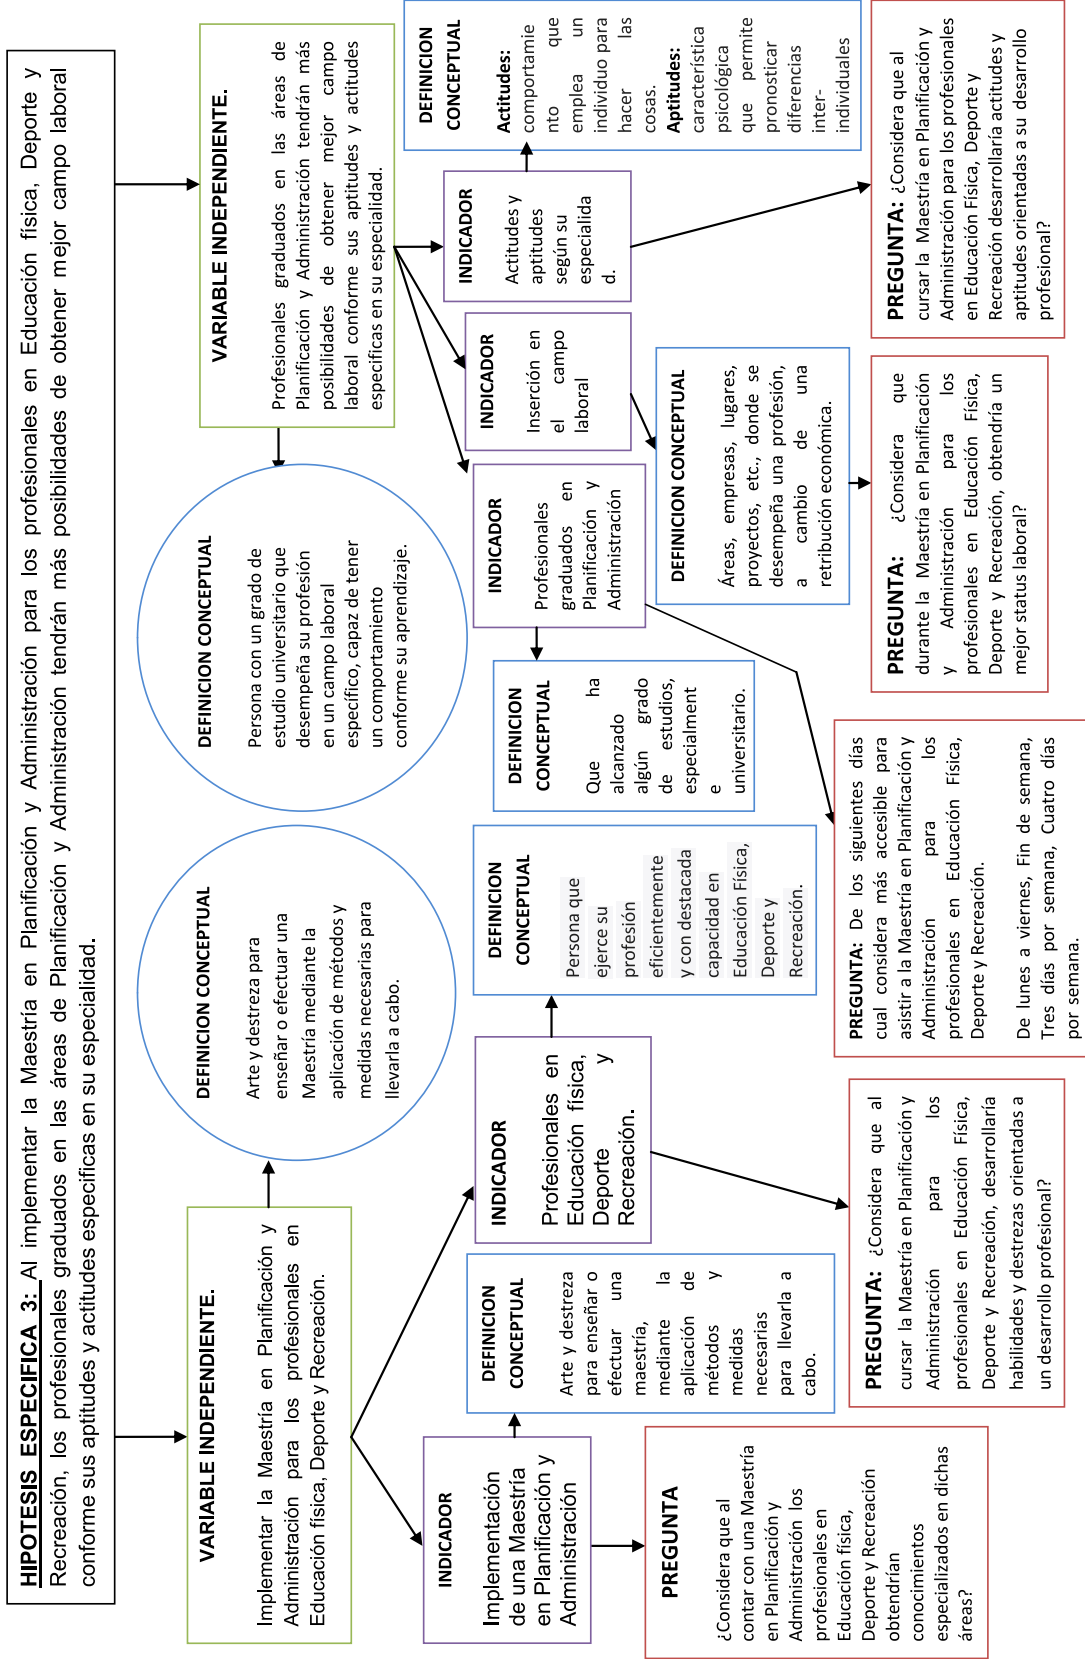 HIPOTESIS ESPECIFICA 3: Al implementar la Maestría en Planificación y Administración para los profesionales en Educación física, Deporte y
Recreación, los profesionales graduados en las áreas de Planificación y Administración tendrán más posibilidades de obtener mejor campo laboral
conforme sus aptitudes y actitudes especificas en su especialidad.
VARIABLE INDEPENDIENTE.
Implementar la Maestría en Planificación y
Administración para los profesionales en
Educación física, Deporte y Recreación.
DEFINICION CONCEPTUAL
Arte y destreza para
enseñar o efectuar una
Maestría mediante la
aplicación de métodos y
medidas necesarias para
llevarla a cabo.
DEFINICION CONCEPTUAL
Persona con un grado de
estudio universitario que
desempeña su profesión
en un campo laboral
específico, capaz de tener
un comportamiento
conforme su aprendizaje.
VARIABLE INDEPENDIENTE.
Profesionales graduados en las áreas de
Planificación y Administración tendrán más
posibilidades de obtener mejor campo
laboral conforme sus aptitudes y actitudes
especificas en su especialidad.
INDICADOR
Implementación
de una Maestría
en Planificación y
Administración
DEFINICION
CONCEPTUAL
Arte y destreza
para enseñar o
efectuar una
maestría,
mediante la
aplicación de
métodos y
medidas
necesarias
para llevarla a
cabo.
INDICADOR
Profesionales en
Educación física,
Deporte y
Recreación.
DEFINICION
CONCEPTUAL
Persona que
ejerce su
profesión
eficientemente
y con destacada
capacidad en
Educación Física,
Deporte y
Recreación.
DEFINICION
CONCEPTUAL
Que ha
alcanzado
algún grado
de estudios,
especialment
e
universitario.
INDICADOR
Profesionales
graduados en
Planificación y
Administración
INDICADOR
Inserción en
el campo
laboral
INDICADOR
Actitudes y
aptitudes
según su
especialida
d.
DEFINICION
CONCEPTUAL
Actitudes:
comportamie
nto que
emplea un
individuo para
hacer las
cosas.
Aptitudes:
característica
psicológica
que permite
pronosticar
diferencias
inter-
individuales
DEFINICION CONCEPTUAL
Áreas, empresas, lugares,
proyectos, etc., donde se
desempeña una profesión,
a cambio de una
retribución económica.
PREGUNTA
¿Considera que al
contar con una Maestría
en Planificación y
Administración los
profesionales en
Educación física,
Deporte y Recreación
obtendrían
conocimientos
especializados en dichas
áreas?
PREGUNTA: ¿Considera que al
cursar la Maestría en Planificación y
Administración para los
profesionales en Educación Física,
Deporte y Recreación, desarrollaría
habilidades y destrezas orientadas a
un desarrollo profesional?
PREGUNTA: De los siguientes días
cual considera más accesible para
asistir a la Maestría en Planificación y
Administración para los
profesionales en Educación Física,
Deporte y Recreación.
De lunes a viernes, Fin de semana,
Tres días por semana, Cuatro días
por semana.
PREGUNTA: ¿Considera que
durante la Maestría en Planificación
y Administración para los
profesionales en Educación Física,
Deporte y Recreación, obtendría un
mejor status laboral?
PREGUNTA: ¿Considera que al
cursar la Maestría en Planificación y
Administración para los profesionales
en Educación Física, Deporte y
Recreación desarrollaría actitudes y
aptitudes orientadas a su desarrollo
profesional?